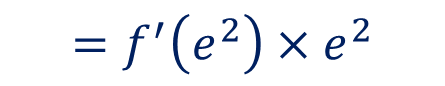 = f′(e²) × e²